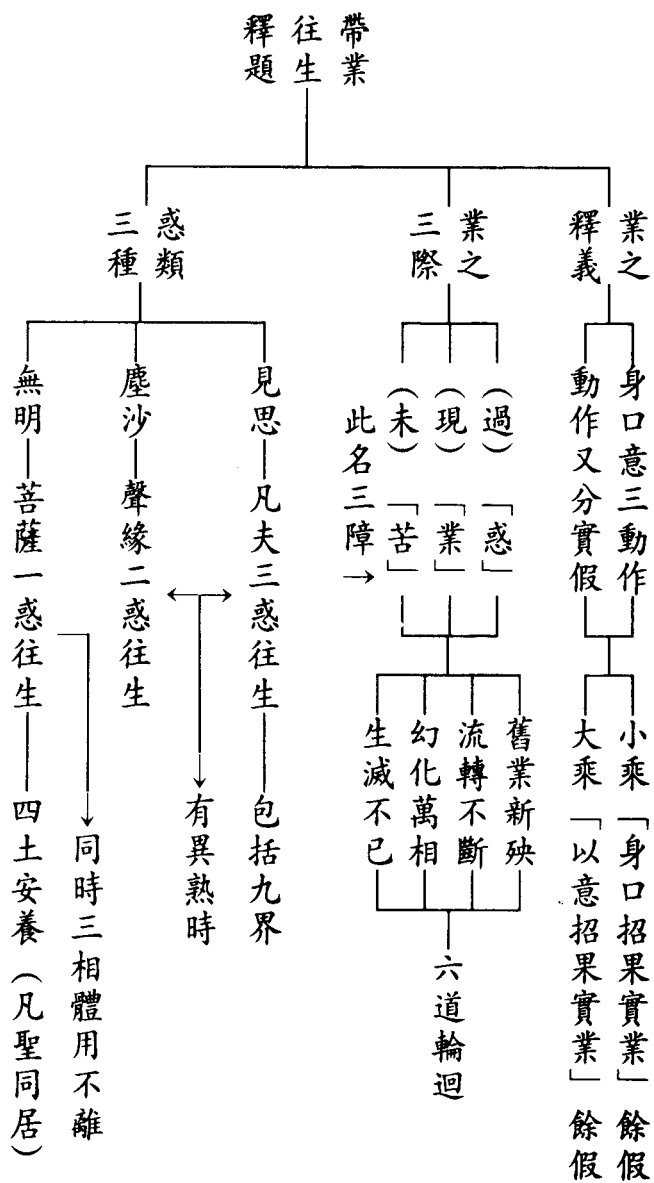 帶業
往生
釋題
業之
釋義
身口意三動作
動作又分實假
小乘「身口招果實業」餘假
大乘「以意招果實業」餘假
業之
三際
(過)「惑」
(現)「業」
(未)「苦」
此名三障→
舊業新殃
流轉不斷
幻化萬相
生滅不已
六道輪迴
惑類
三種
見思—凡夫三惑往生—包括九界
有異熟時
塵沙—聲緣二惑往生
同時三相體用不離
無明—菩薩一惑往生—四土安養(凡聖同居)